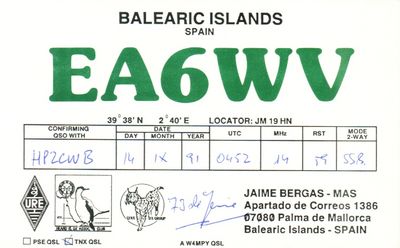 BALEARIC ISLANDS
SPAIN
EA6WV
39° 38' N 2° 40' E LOCATOR: JM 19 HN
CONFIRMING QSO WITH DATE UTC MHz RST MODE 2-WAY
DAY MONTH YEAR
HP2CWB 14 IX 91 0452 14 59 SSB
URE
JAIME BERGAS - MAS
Apartado de Correos 1386
07080 Palma de Mallorca
Balearic Islands - SPAIN
PSE QSL TNX QSL A W4MPY QSL